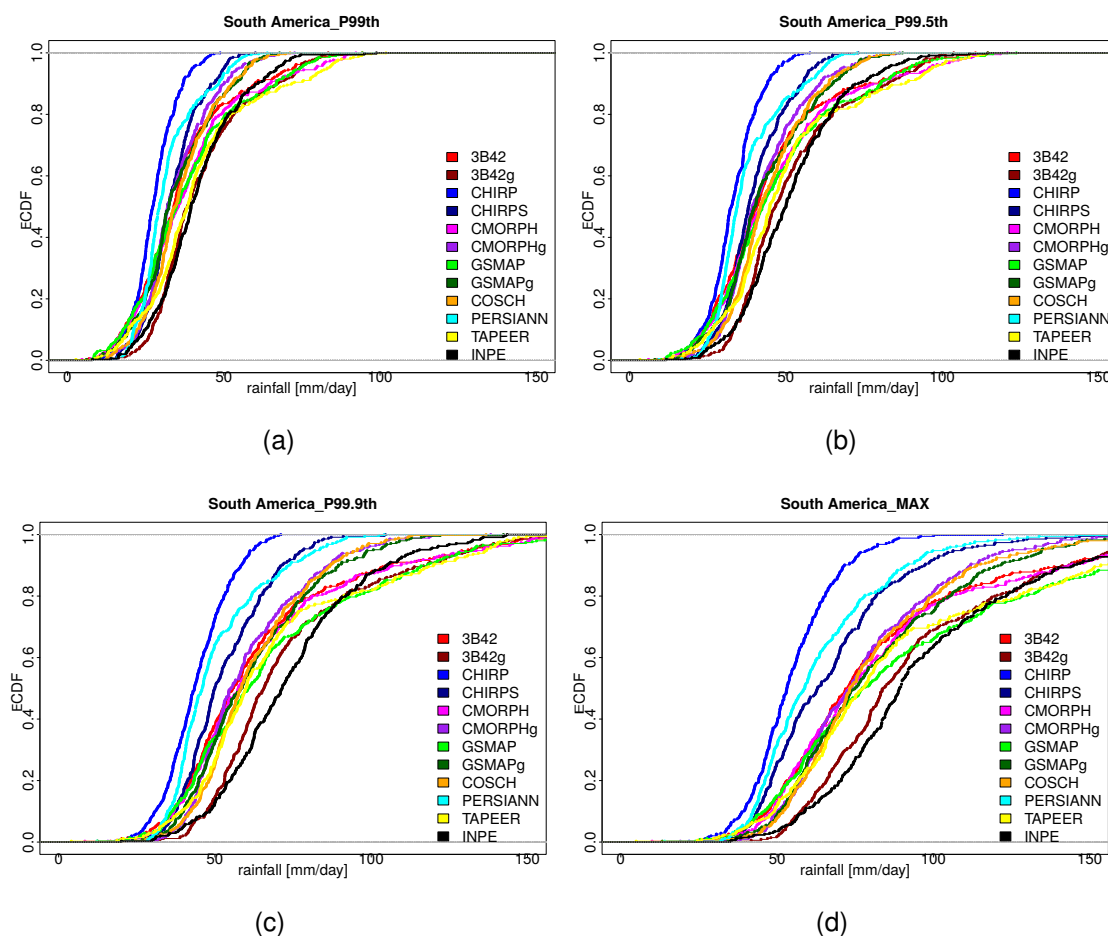 South America_P99th
ECDF
0.0 0.2 0.4 0.6 0.8 1.0
3B42
3B42g
CHIRP
CHIRPS
CMORPH
CMORPHg
GSMAP
GSMAPg
COSCH
PERSIANN
TAPEER
INPE
0 50 100 150
rainfall [mm/day]
(a)
South America_P99.5th
ECDF
0.0 0.2 0.4 0.6 0.8 1.0
3B42
3B42g
CHIRP
CHIRPS
CMORPH
CMORPHg
GSMAP
GSMAPg
COSCH
PERSIANN
TAPEER
INPE
0 50 100 150
rainfall [mm/day]
(b)
South America_P99.9th
ECDF
0.0 0.2 0.4 0.6 0.8 1.0
3B42
3B42g
CHIRP
CHIRPS
CMORPH
CMORPHg
GSMAP
GSMAPg
COSCH
PERSIANN
TAPEER
INPE
0 50 100 150
rainfall [mm/day]
(c)
South America_MAX
ECDF
0.0 0.2 0.4 0.6 0.8 1.0
3B42
3B42g
CHIRP
CHIRPS
CMORPH
CMORPHg
GSMAP
GSMAPg
COSCH
PERSIANN
TAPEER
INPE
0 50 100 150
rainfall [mm/day]
(d)